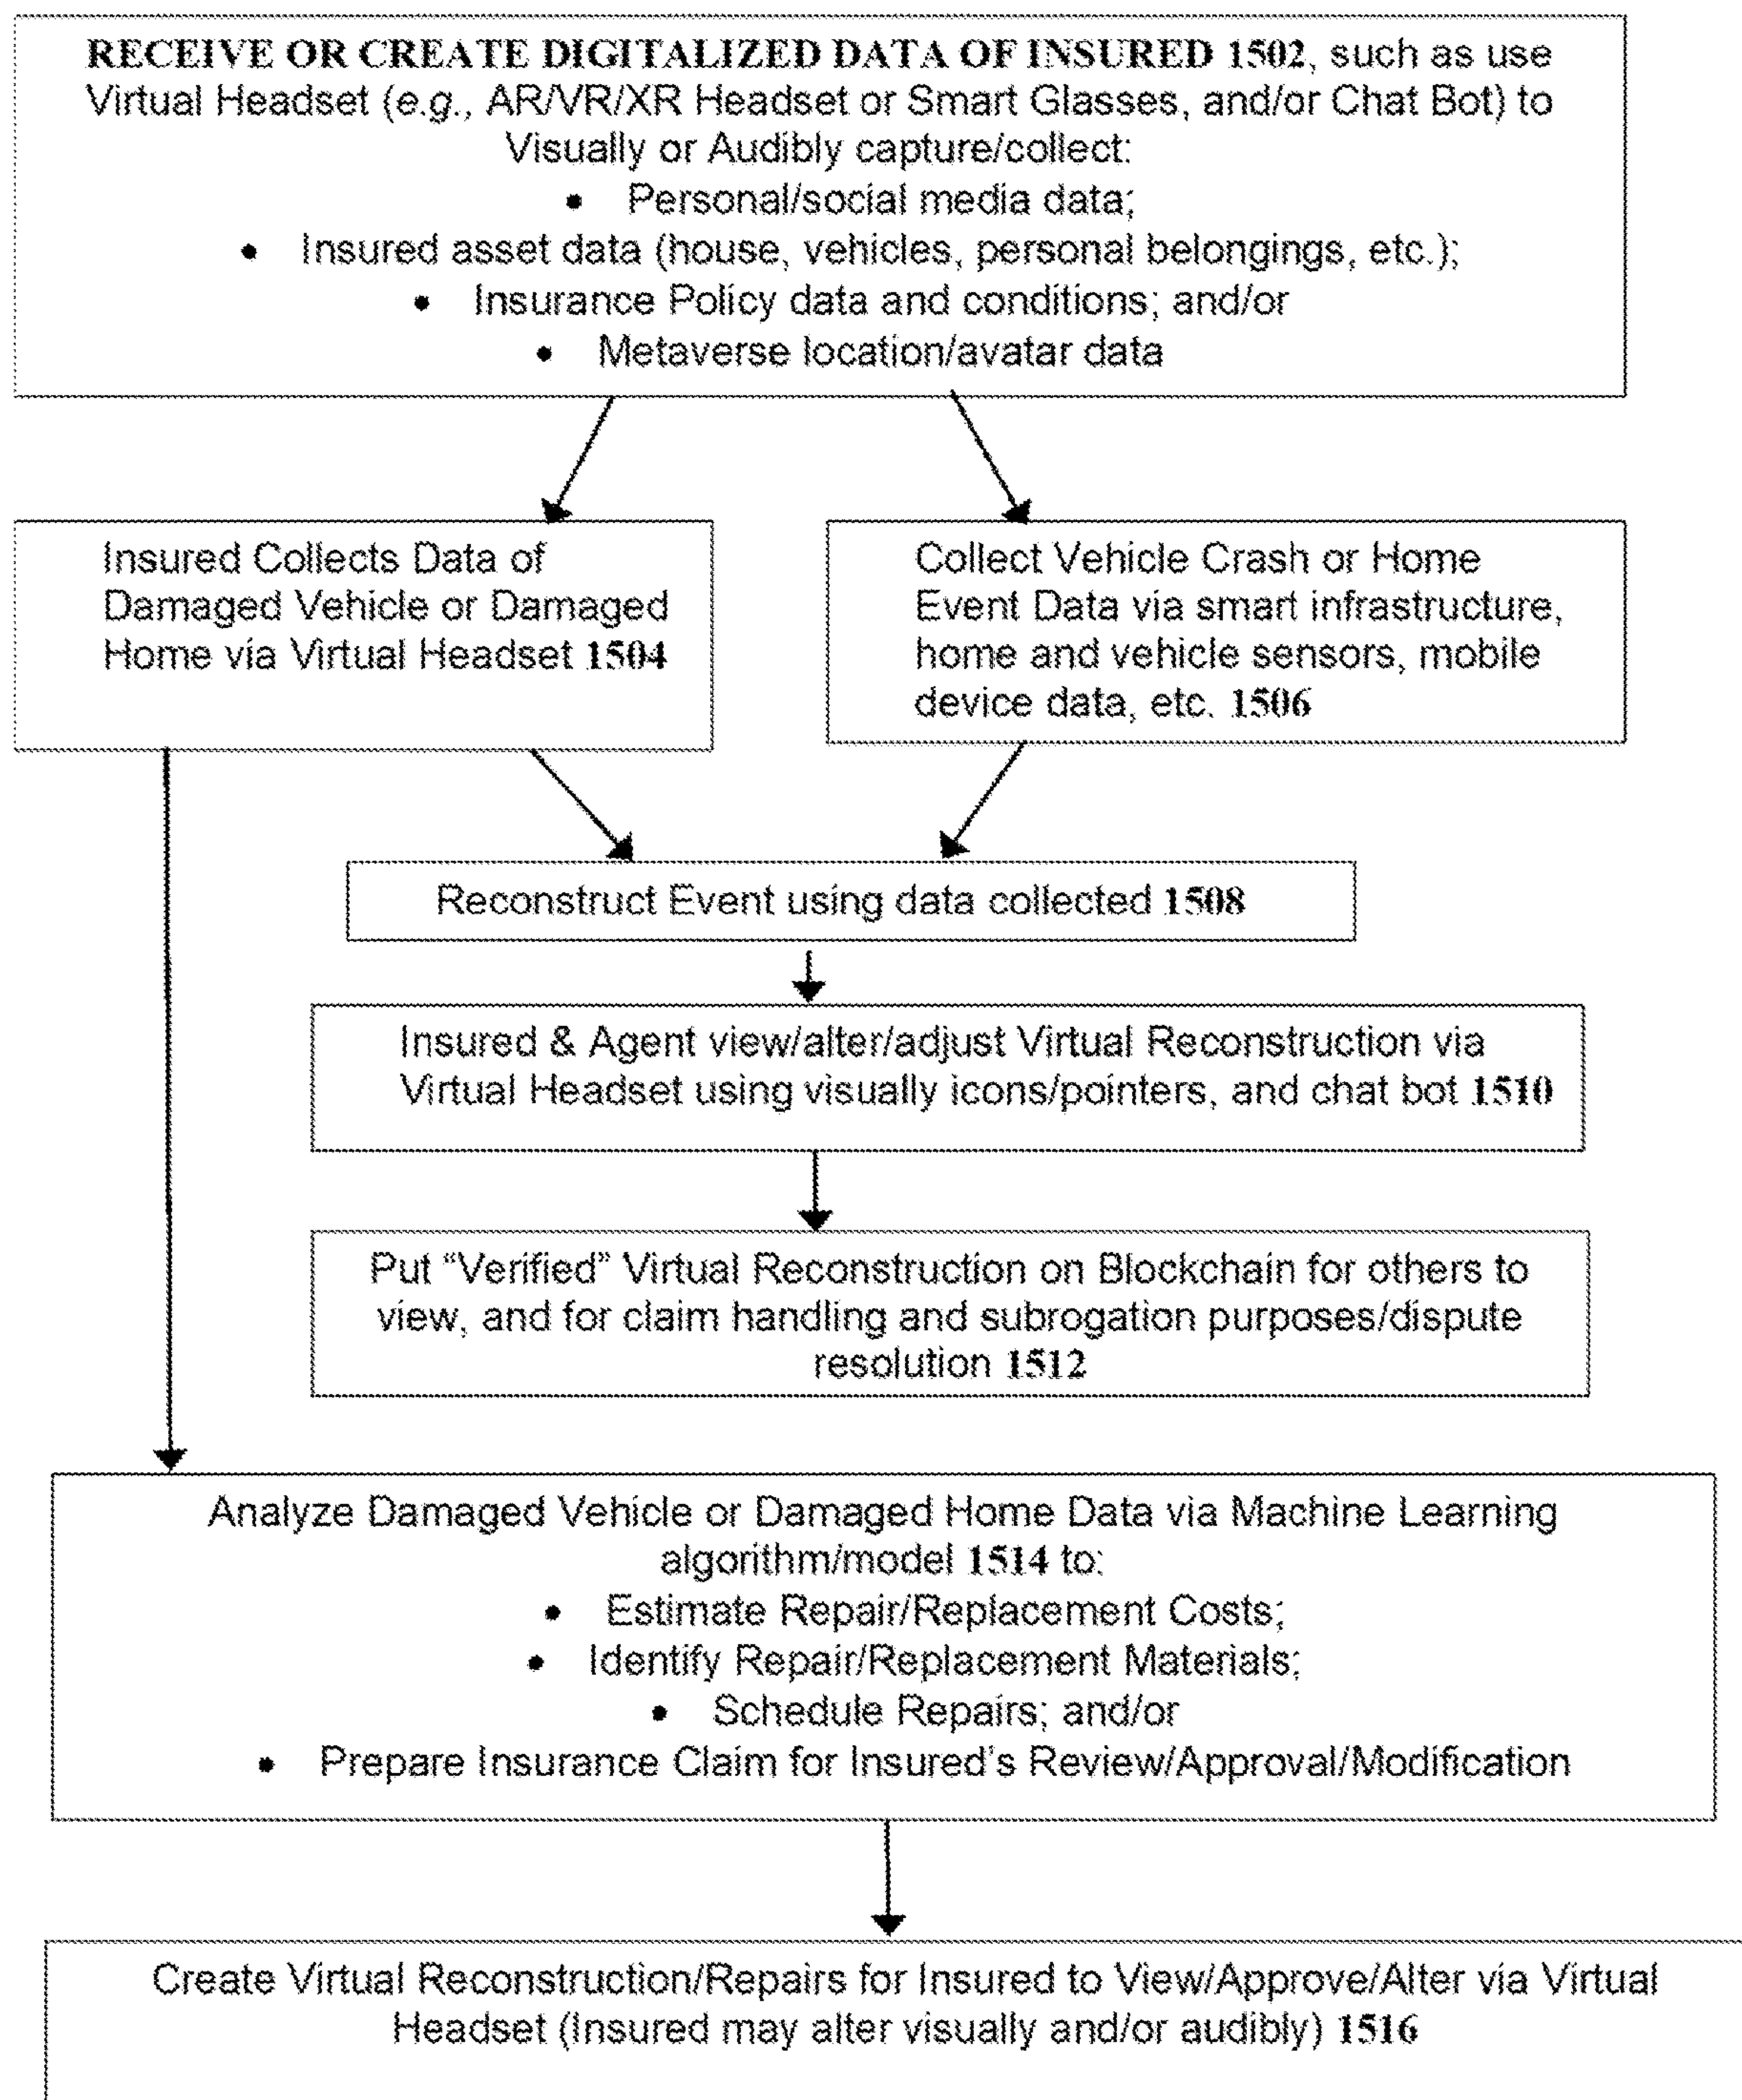 RECEIVE OR CREATE DIGITALIZED DATA OF INSURED 1502, such as use
Virtual Headset (e.g., AR/VR/XR Headset or Smart Glasses, and/or Chat Bot) to
Visually or Audibly capture/collect:
• Personal/social media data;
• Insured asset data (house, vehicles, personal belongings, etc.);
• Insurance Policy data and conditions; and/or
• Metaverse location/avatar data
Insured Collects Data of
Damaged Vehicle or Damaged
Home via Virtual Headset 1504
Collect Vehicle Crash or Home
Event Data via smart infrastructure,
home and vehicle sensors, mobile
device data, etc. 1506
Reconstruct Event using data collected 1508
Insured & Agent view/alter/adjust Virtual Reconstruction via
Virtual Headset using visually icons/pointers, and chat bot 1510
Put “Verified” Virtual Reconstruction on Blockchain for others to
view, and for claim handling and subrogation purposes/dispute
resolution 1512
Analyze Damaged Vehicle or Damaged Home Data via Machine Learning
algorithm/model 1514 to:
• Estimate Repair/Replacement Costs;
• Identify Repair/Replacement Materials;
• Schedule Repairs; and/or
• Prepare Insurance Claim for Insured’s Review/Approval/Modification
Create Virtual Reconstruction/Repairs for Insured to View/Approve/Alter via Virtual
Headset (Insured may alter visually and/or audibly) 1516